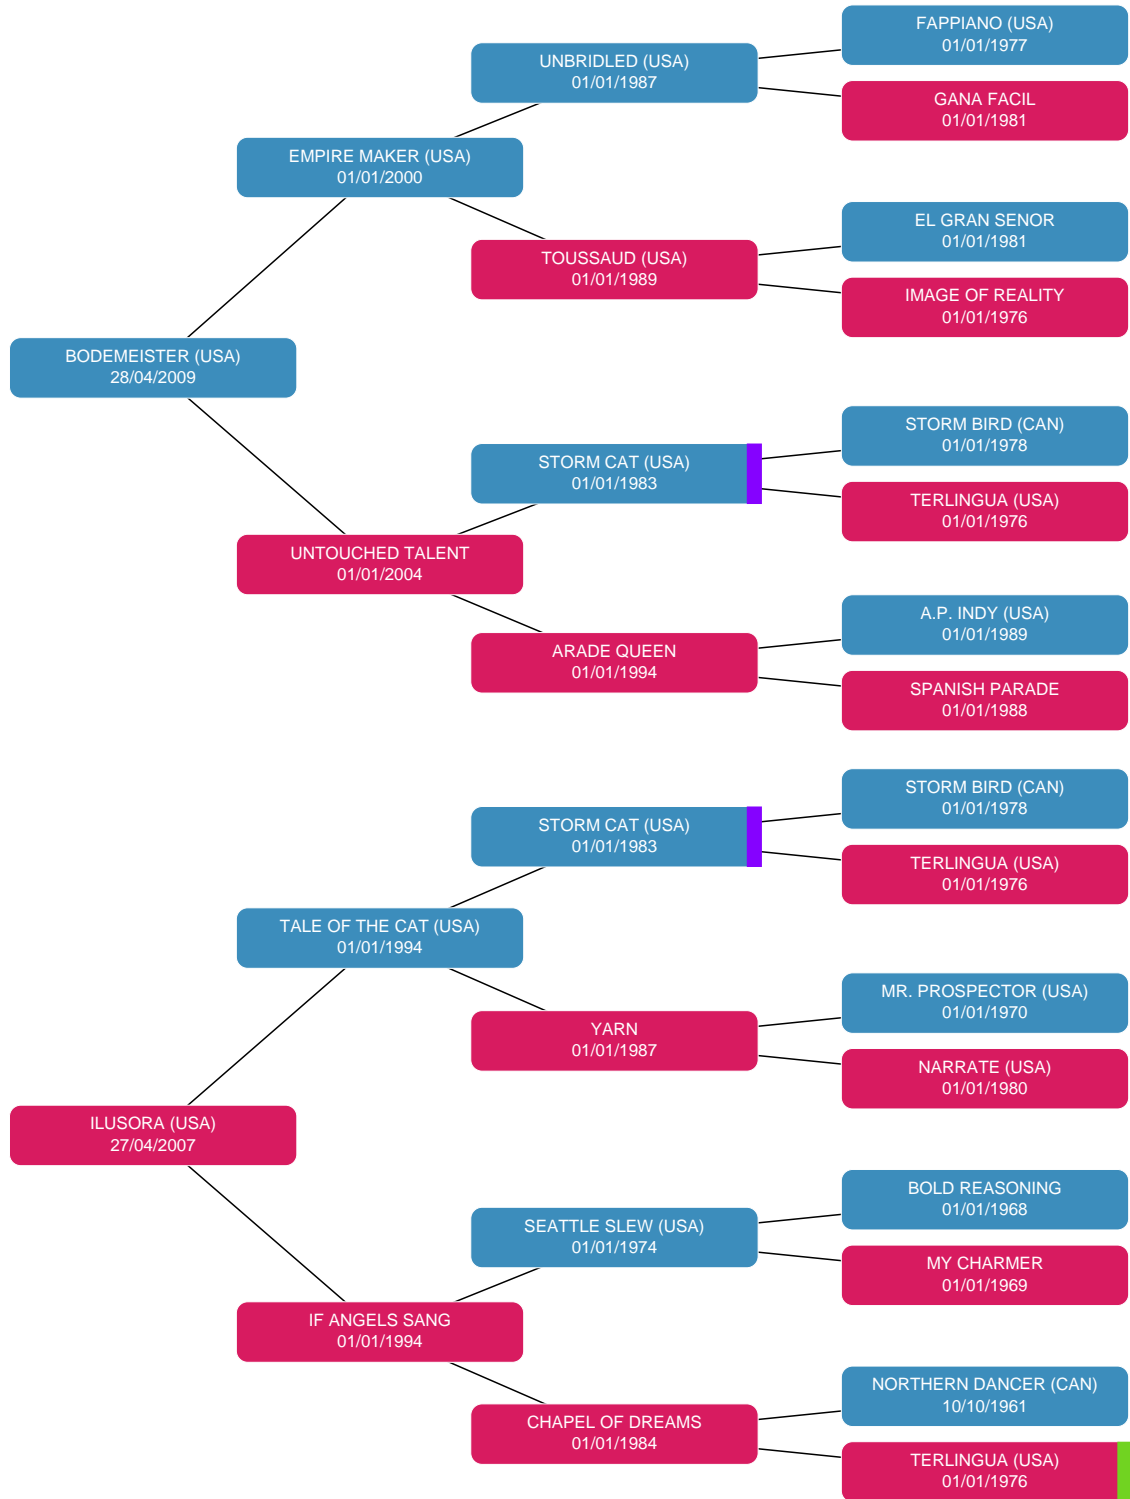 FAPPIANO (USA)
01/01/1977
UNBRIDLED (USA)
01/01/1987
GANA FACIL
01/01/1981
EMPIRE MAKER (USA)
01/01/2000
EL GRAN SENOR
01/01/1981
TOUSSAUD (USA)
01/01/1989
IMAGE OF REALITY
01/01/1976
BODEMEISTER (USA)
28/04/2009
STORM BIRD (CAN)
01/01/1978
STORM CAT (USA)
01/01/1983
TERLINGUA (USA)
01/01/1976
UNTOUCHED TALENT
01/01/2004
A.P. INDY (USA)
01/01/1989
ARADE QUEEN
01/01/1994
SPANISH PARADE
01/01/1988
STORM BIRD (CAN)
01/01/1978
STORM CAT (USA)
01/01/1983
TERLINGUA (USA)
01/01/1976
TALE OF THE CAT (USA)
01/01/1994
MR. PROSPECTOR (USA)
01/01/1970
YARN
01/01/1987
NARRATE (USA)
01/01/1980
ILUSORA (USA)
27/04/2007
BOLD REASONING
01/01/1968
SEATTLE SLEW (USA)
01/01/1974
MY CHARMER
01/01/1969
IF ANGELS SANG
01/01/1994
NORTHERN DANCER (CAN)
10/10/1961
CHAPEL OF DREAMS
01/01/1984
TERLINGUA (USA)
01/01/1976